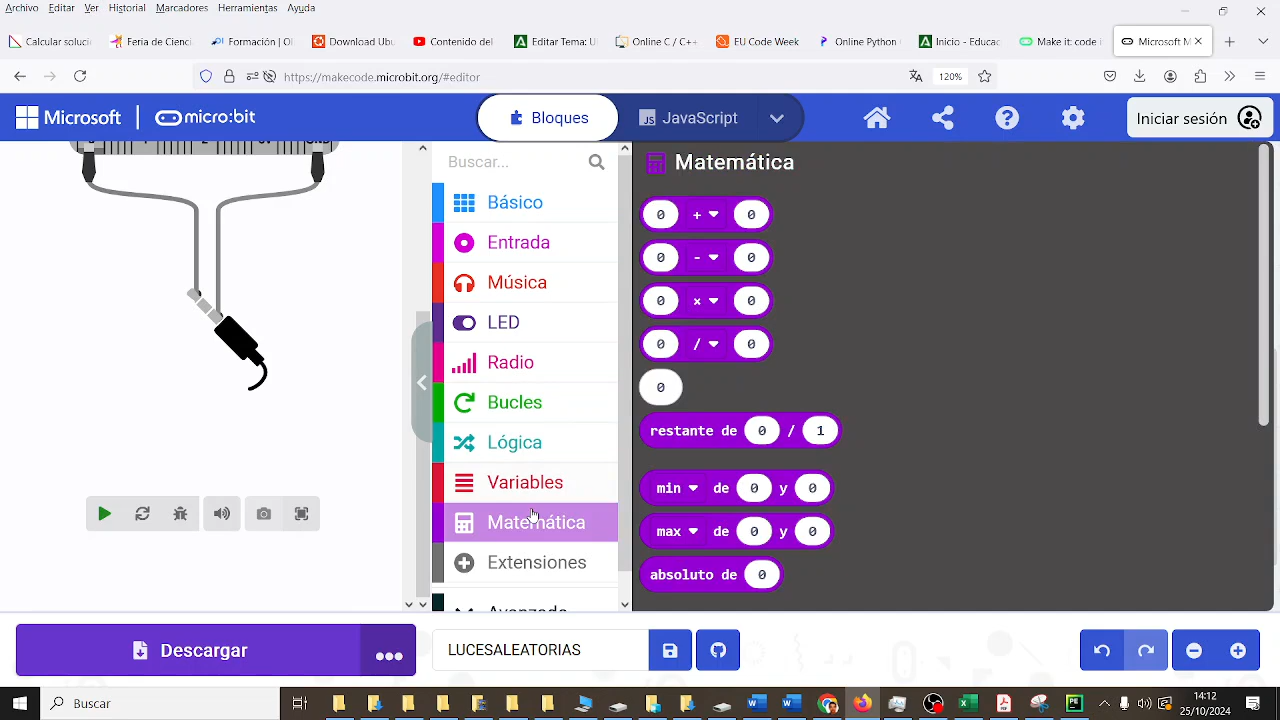 Archivo Editar Ver Historial Marcadores Herramientas Ayuda
Calcular soluci Feria de Cienci Formación | O Download Ubu Contenido del Editar Tema: U Online C / C+ EU Code Week Online Python Inicio - Educac Make it: code Microsoft M
https://makecode.microbit.org/#editor 120%
Microsoft micro:bit Bloques JS JavaScript Iniciar sesión
Buscar...
Básico
Entrada
Música
LED
Radio
Bucles
Lógica
Variables
Matemática
Extensiones
Avanzado
Matemática
0 + 0
0 - 0
0 x 0
0 / 0
0
restante de 0 / 1
min de 0 y 0
max de 0 y 0
absoluto de 0
Descargar LUCESALEATORIAS
Buscar
14:12
25/10/2024